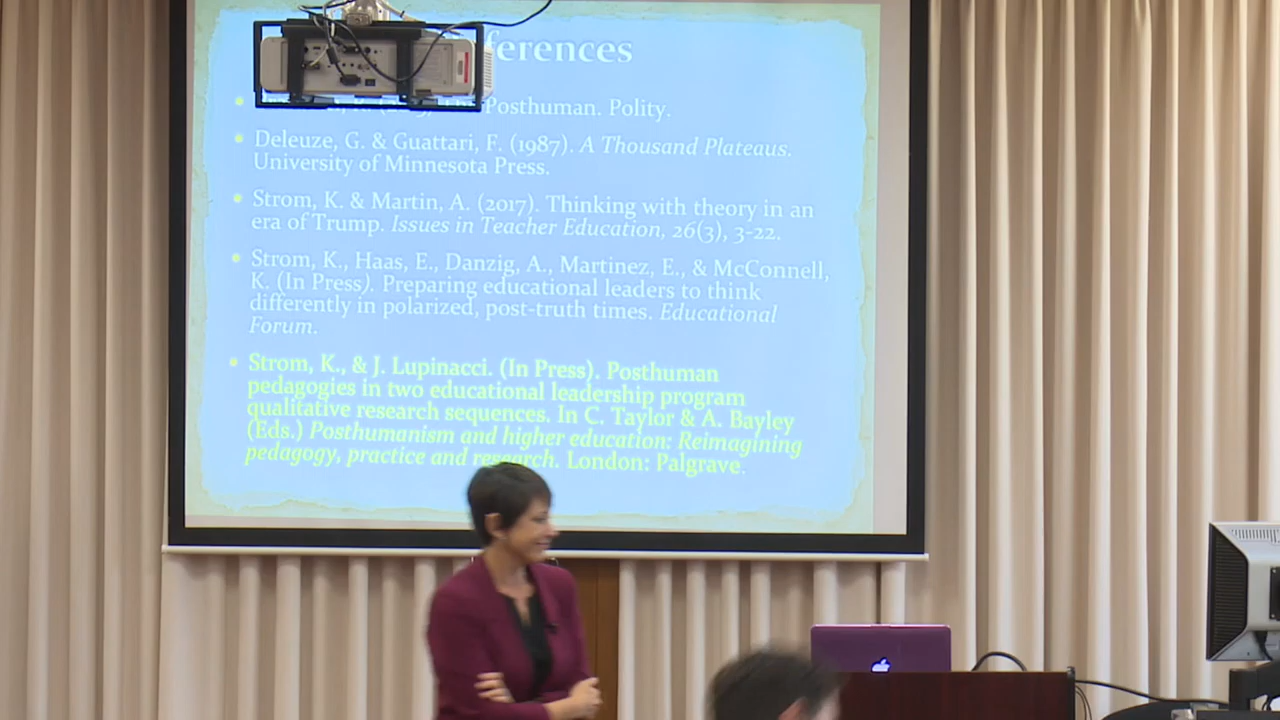 ferences
Posthuman. Polity.
Deleuze, G. & Guattari, F. (1987). A Thousand Plateaus.
University of Minnesota Press.
Strom, K. & Martin, A. (2017). Thinking with theory in an
era of Trump. Issues in Teacher Education, 26(3), 3-22.
Strom, K., Haas, E., Danzig, A., Martinez, E., & McConnell,
K. (In Press). Preparing educational leaders to think
differently in polarized, post-truth times. Educational
Forum.
Strom, K., & J. Lupinacci. (In Press). Posthuman
pedagogies in two educational leadership program
qualitative research sequences. In C. Taylor & A. Bayley
(Eds.) Posthumanism and higher education: Reimagining
pedagogy, practice and research. London: Palgrave.